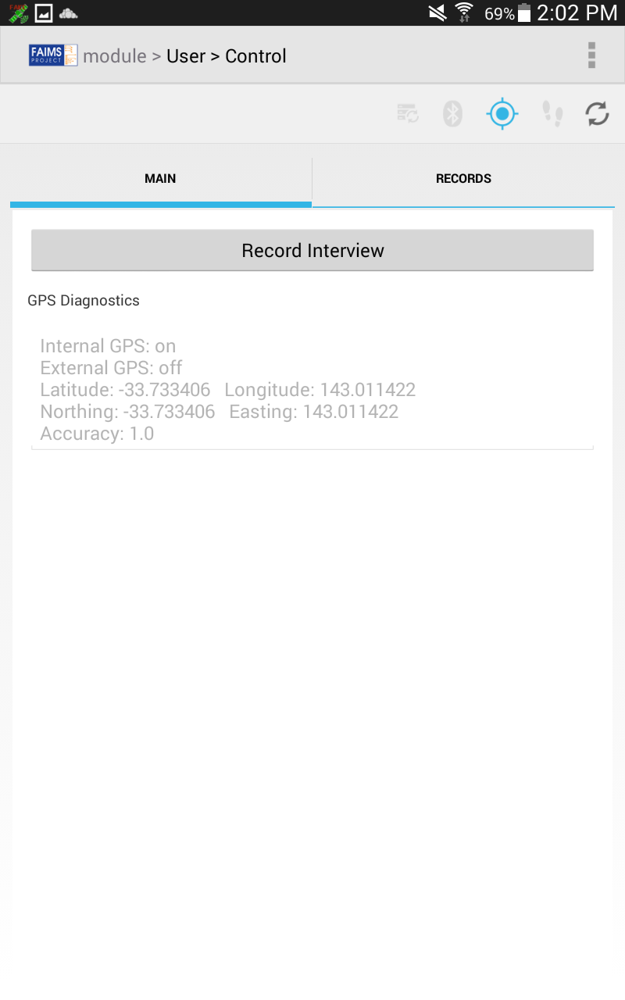 FAIMS
69% 2:02 PM
FAIMS
PROJECT
module > User > Control
MAIN
RECORDS
Record Interview
GPS Diagnostics
Internal GPS: on
External GPS: off
Latitude: -33.733406 Longitude: 143.011422
Northing: -33.733406 Easting: 143.011422
Accuracy: 1.0